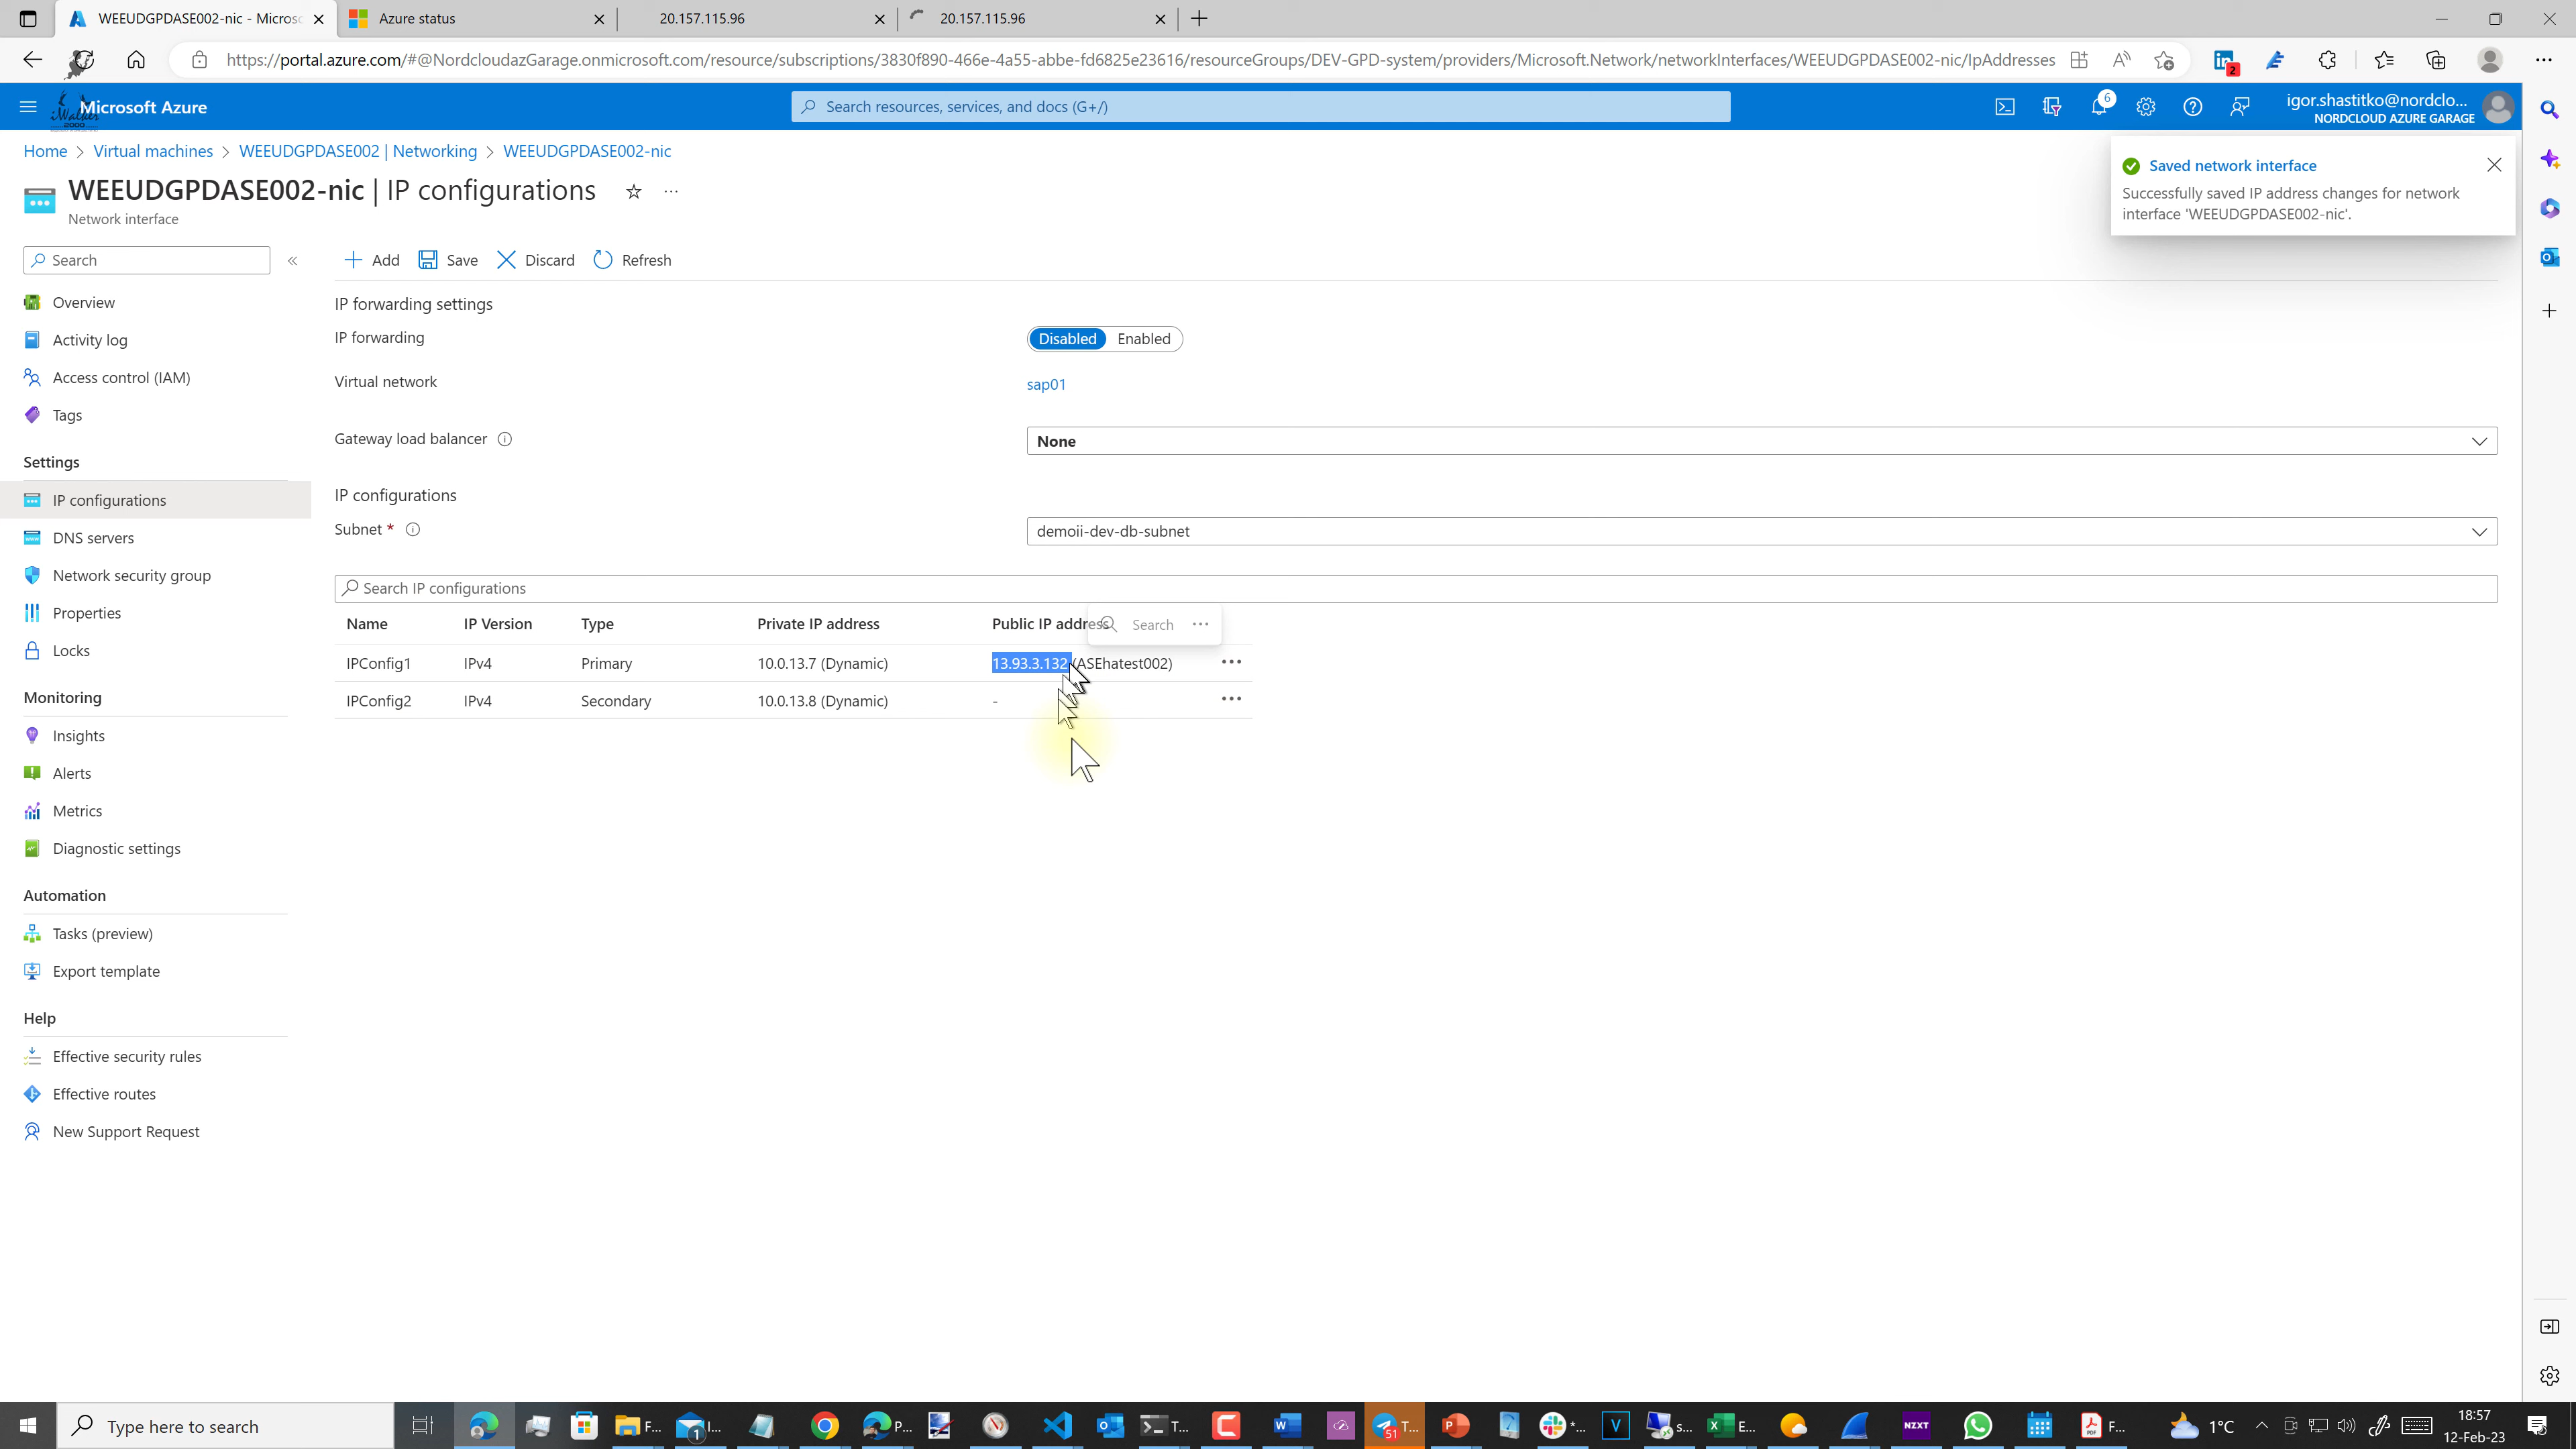 WEEUDGPDASE002-nic - Micros
Azure status
20.157.115.96
20.157.115.96
https://portal.azure.com/#@NordcloudazGarage.onmicrosoft.com/resource/subscriptions/3830f890-466e-4a55-abbe-fd6825e23616/resourceGroups/DEV-GPD-system/providers/Microsoft.Network/networkInterfaces/WEEUDGPDASE002-nic/IpAddresses
2
iWalker
2000
Microsoft Azure
Search resources, services, and docs (G+/)
6
igor.shastitko@nordclo...
NORDCLOUD AZURE GARAGE
Home > Virtual machines > WEEUDGPDASE002 | Networking > WEEUDGPDASE002-nic
WEEUDGPDASE002-nic | IP configurations
Network interface
Saved network interface
Successfully saved IP address changes for network
interface 'WEEUDGPDASE002-nic'.
Search
Add Save Discard Refresh
Overview
Activity log
Access control (IAM)
Tags
Settings
IP configurations
DNS servers
Network security group
Properties
Locks
Monitoring
Insights
Alerts
Metrics
Diagnostic settings
Automation
Tasks (preview)
Export template
Help
Effective security rules
Effective routes
New Support Request
IP forwarding settings
IP forwarding
Disabled Enabled
Virtual network
sap01
Gateway load balancer
None
IP configurations
Subnet *
demoii-dev-db-subnet
Search IP configurations
Name IP Version Type Private IP address Public IP address
Search
IPConfig1 IPv4 Primary 10.0.13.7 (Dynamic) 13.93.3.132 (ASEhatest002)
IPConfig2 IPv4 Secondary 10.0.13.8 (Dynamic) -
Type here to search
F...
1
I...
P...
T...
51
T...
*...
V
s...
E...
NZXT
F...
1°C
18:57
12-Feb-23